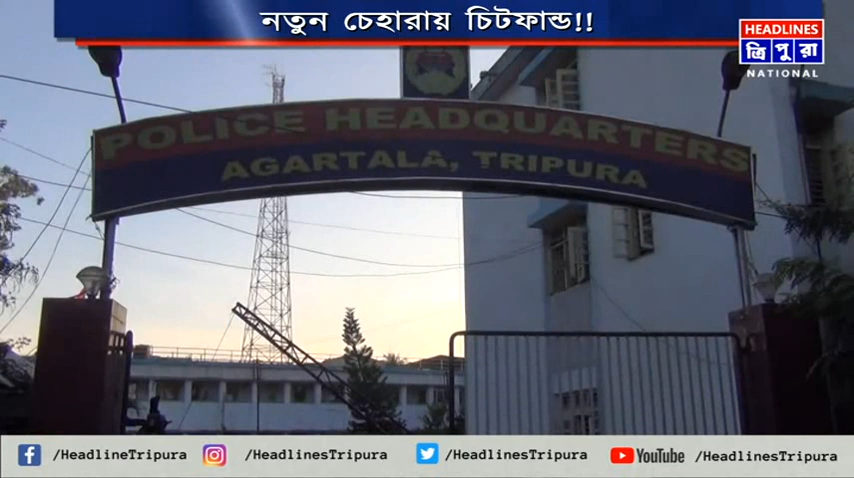 নতুন চেহারায় চিটফান্ড!!
HEADLINES
ত্রিপুরা
NATIONAL
POLICE HEADQUARTERS
AGARTALA, TRIPURA
/HeadlineTripura
/HeadlinesTripura
/HeadlinesTripura
YouTube /HeadlinesTripura